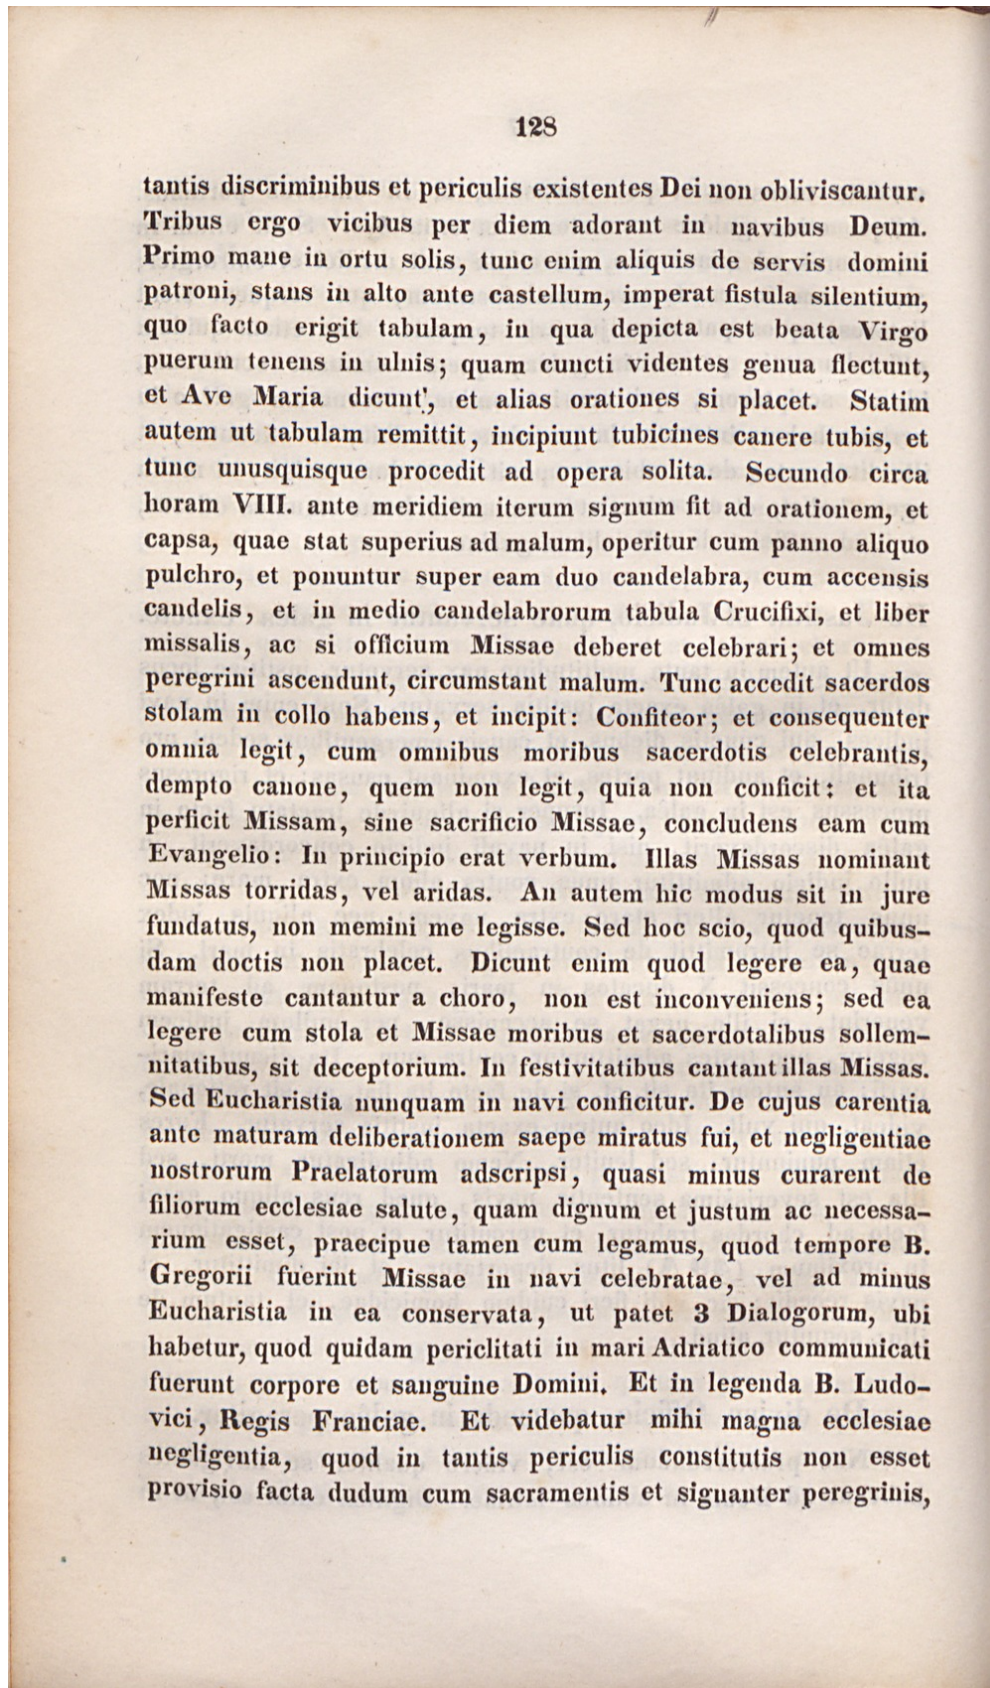 128
tantis discriminibus et periculis existentes Dei non obliviscantur.
Tribus ergo vicibus per diem adorant in navibus Deum.
Primo mane in ortu solis, tunc enim aliquis de servis domini
patroni, stans in alto ante castellum, imperat fistula silentium,
quo facto erigit tabulam, in qua depicta est beata Virgo
puerum tenens in ulnis; quam cuncti videntes genua flectunt,
et Ave Maria dicunt, et alias orationes si placet. Statim
autem ut tabulam remittit, incipiunt tubicines canere tubis, et
tunc unusquisque procedit ad opera solita. Secundo circa
horam VIII. ante meridiem iterum signum fit ad orationem, et
capsa, quae stat superius ad malum, operitur cum panno aliquo
pulchro, et ponuntur super eam duo candelabra, cum accensis
candelis, et in medio candelabrorum tabula Crucifixi, et liber
missalis, ac si officium Missae deberet celebrari; et omnes
peregrini ascendunt, circumstant malum. Tunc accedit sacerdos
stolam in collo habens, et incipit: Confiteor; et consequenter
omnia legit, cum omnibus moribus sacerdotis celebrantis,
dempto canone, quem non legit, quia non conficit: et ita
perficit Missam, sine sacrificio Missae, concludens eam cum
Evangelio: In principio erat verbum. Illas Missas nominant
Missas torridas, vel aridas. An autem hic modus sit in jure
fundatus, non memini me legisse. Sed hoc scio, quod quibus-
dam doctis non placet. Dicunt enim quod legere ea, quae
manifeste cantantur a choro, non est inconveniens; sed ea
legere cum stola et Missae moribus et sacerdotalibus sollem-
nitatibus, sit deceptorium. In festivitatibus cantant illas Missas.
Sed Eucharistia nunquam in navi conficitur. De cujus carentia
ante maturam deliberationem saepe miratus fui, et negligentiae
nostrorum Praelatorum adscripsi, quasi minus curarent de
filiorum ecclesiae salute, quam dignum et justum ac necessa-
rium esset, praecipue tamen cum legamus, quod tempore B.
Gregorii fuerint Missae in navi celebratae, vel ad minus
Eucharistia in ea conservata, ut patet 3 Dialogorum, ubi
habetur, quod quidam periclitati in mari Adriatico communicati
fuerunt corpore et sanguine Domini. Et in legenda B. Ludo-
vici, Regis Franciae. Et videbatur mihi magna ecclesiae
negligentia, quod in tantis periculis constitutis non esset
provisio facta dudum cum sacramentis et signanter peregrinis,